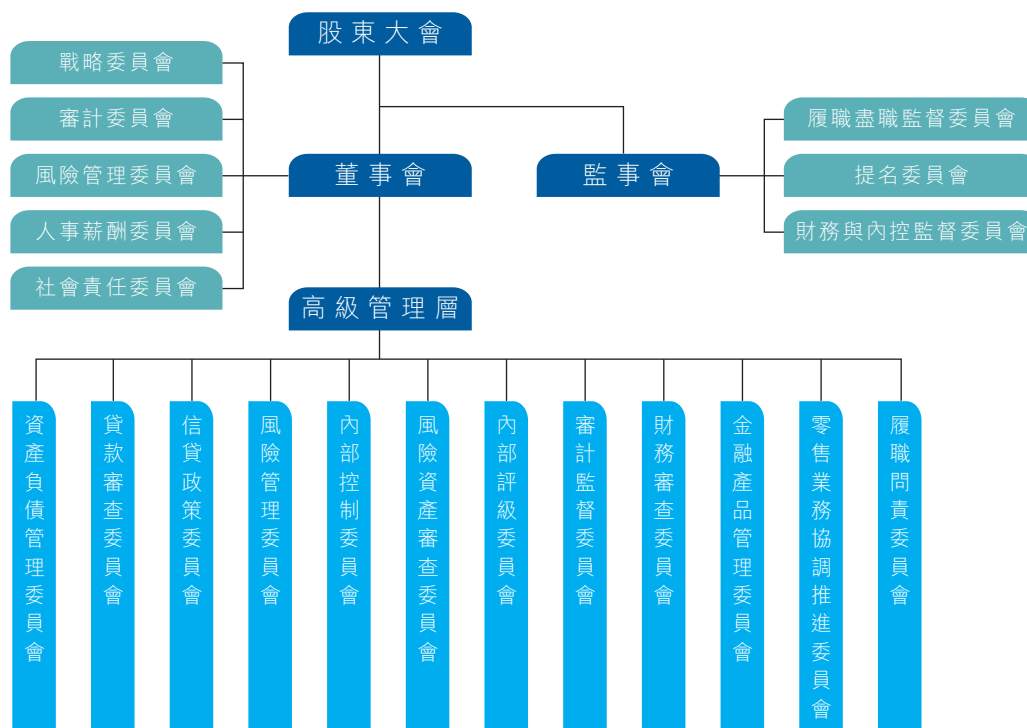 股東大會
戰略委員會
審計委員會
風險管理委員會
人事薪酬委員會
社會責任委員會
董事會
監事會
履職盡職監督委員會
提名委員會
財務與內控監督委員會
高級管理層
資產負債管理委員會
貸款審查委員會
信貸政策委員會
風險管理委員會
內部控制委員會
風險資產審查委員會
內部評級委員會
審計監督委員會
財務審查委員會
金融產品管理委員會
零售業務協調推進委員會
履職問責委員會